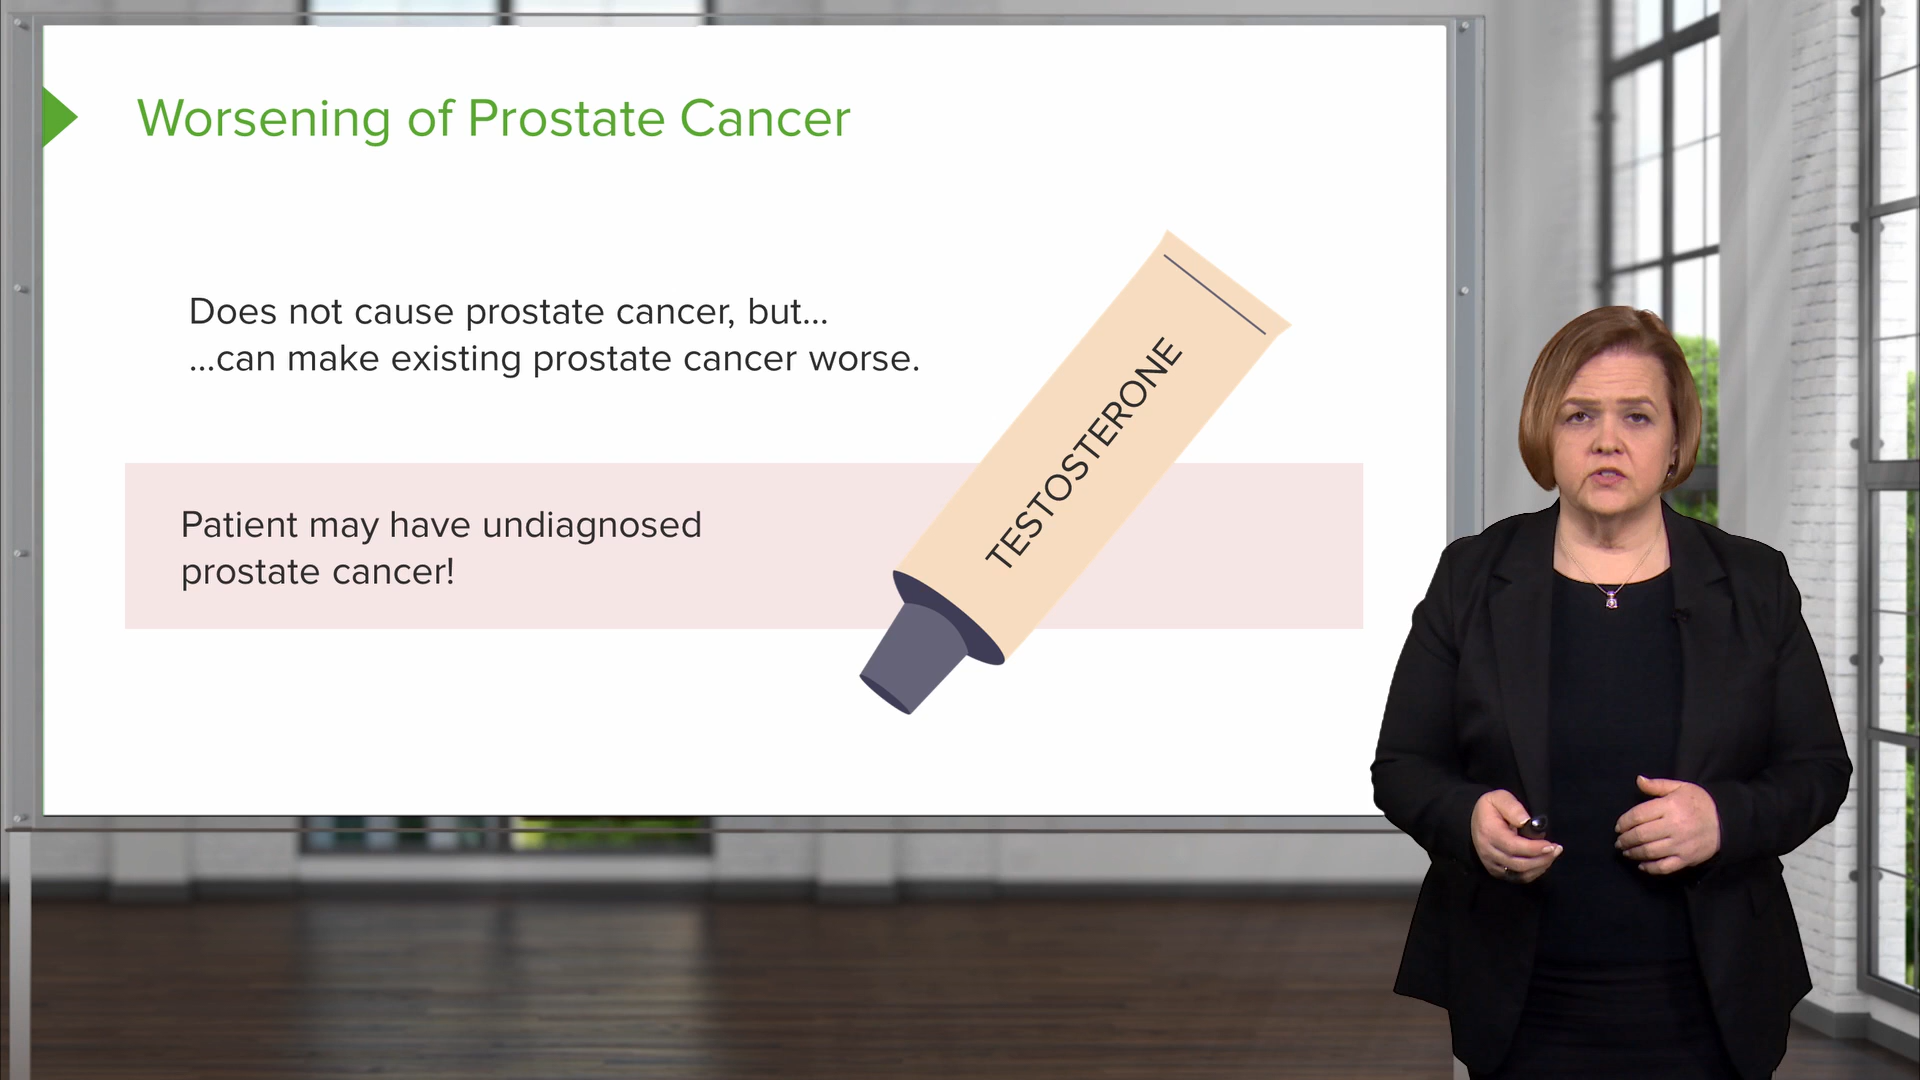 Worsening of Prostate Cancer
Does not cause prostate cancer, but...
...can make existing prostate cancer worse.
TESTOSTERONE
Patient may have undiagnosed
prostate cancer!